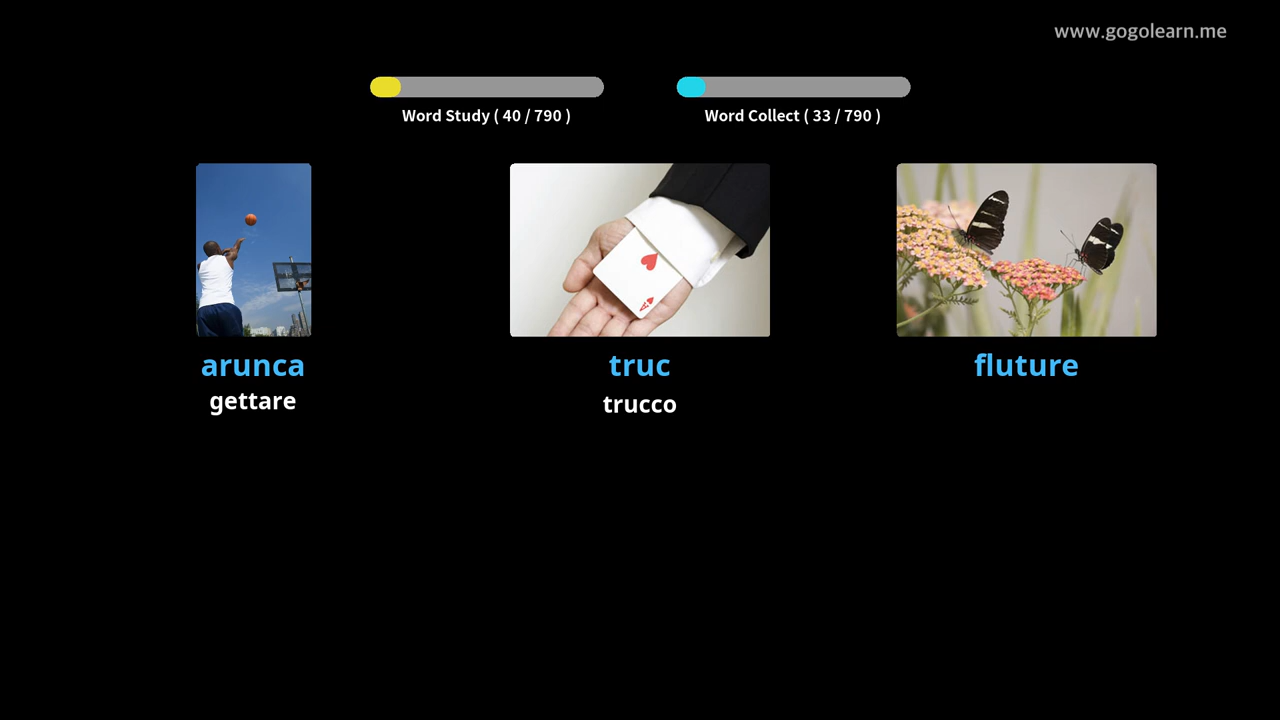 www.gogolearn.me
Word Study ( 40 / 790 )
Word Collect ( 33 / 790 )
arunca
gettare
truc
trucco
fluture